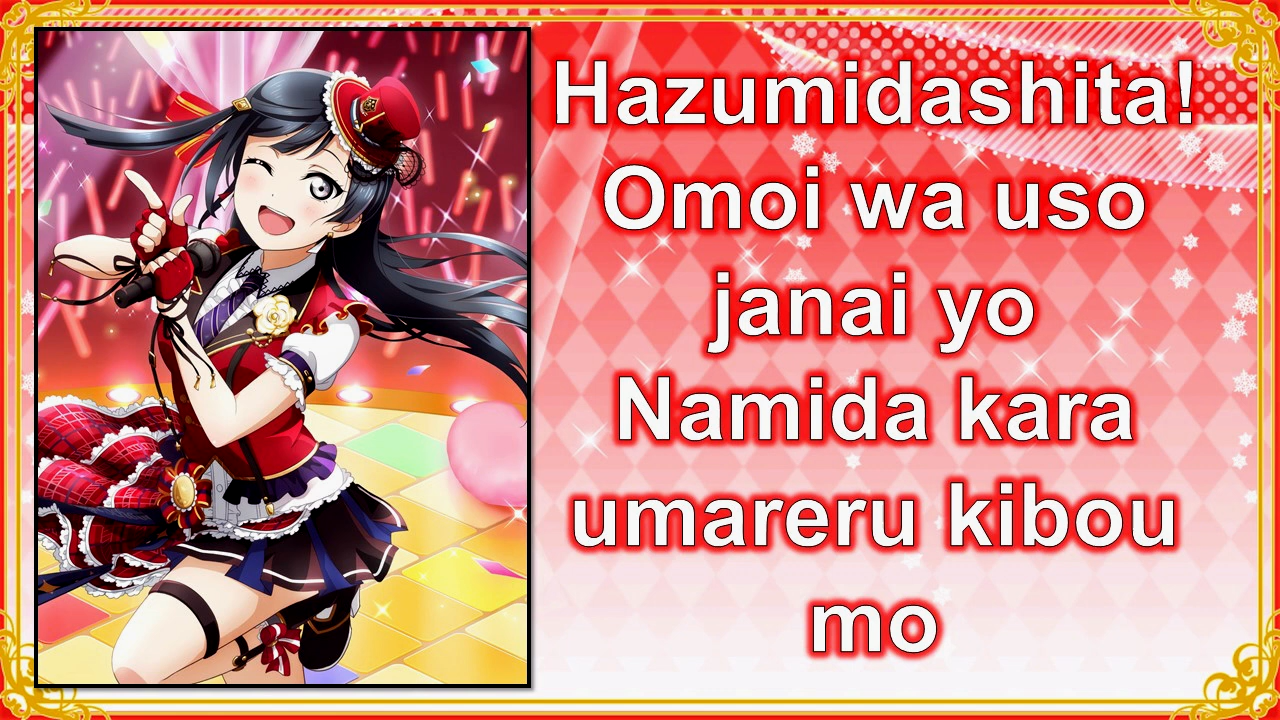 Hazumidashita!
Omoi wa uso
janai yo
Namida kara
umareru kibou
mo